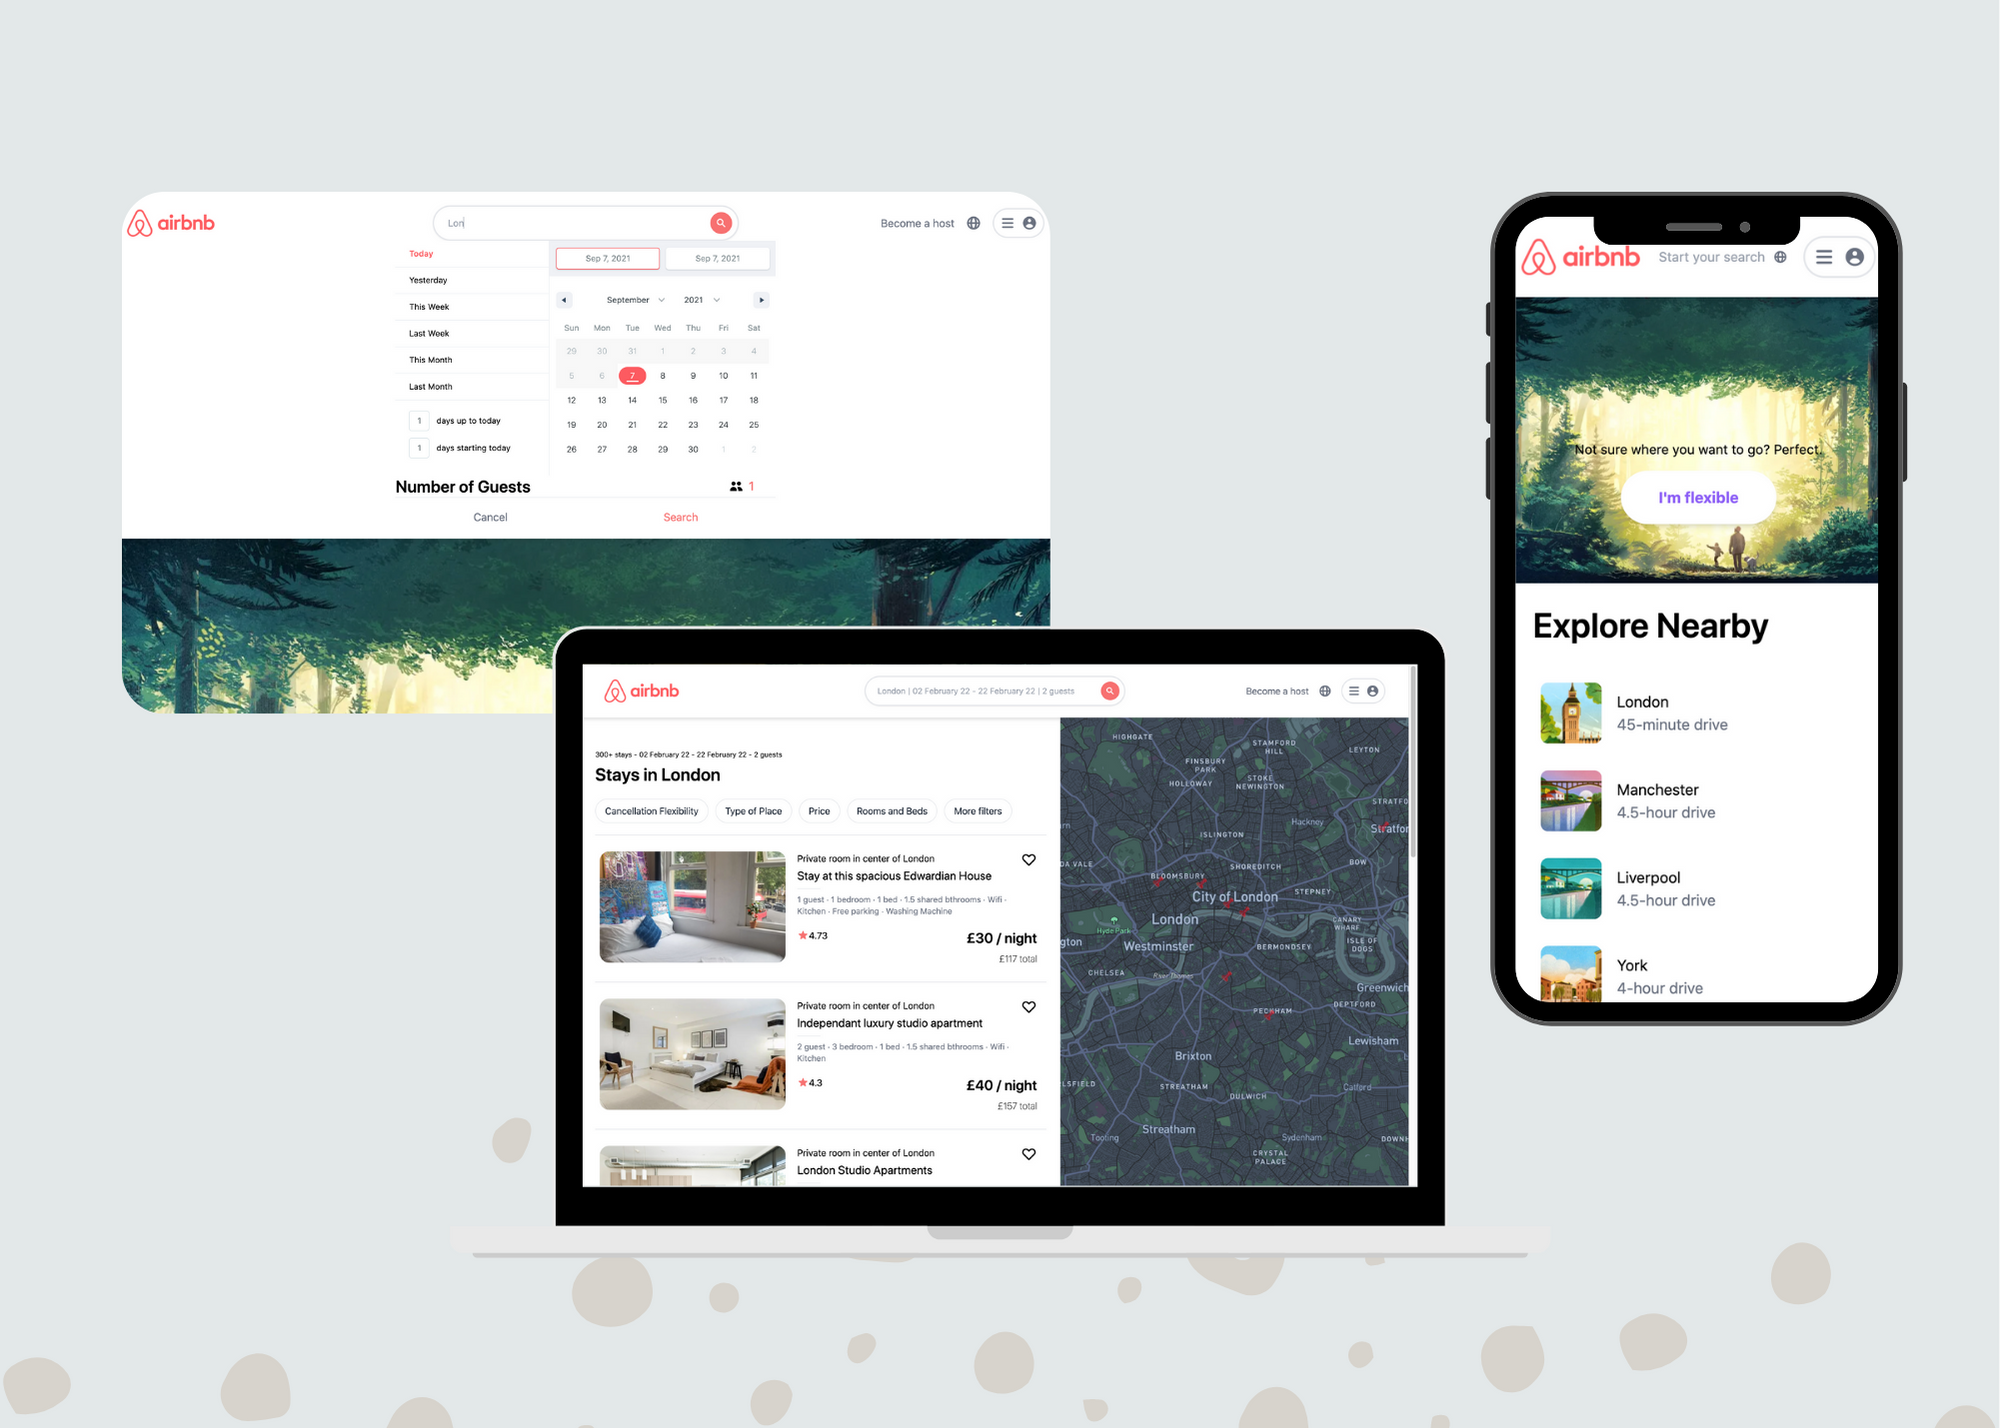 airbnb
Lon
Become a host
Today
Yesterday
This Week
Last Week
This Month
Last Month
1 days up to today
1 days starting today
Sep 7, 2021 Sep 7, 2021
September 2021
Sun Mon Tue Wed Thu Fri Sat
29 30 31 1 2 3 4
5 6 7 8 9 10 11
12 13 14 15 16 17 18
19 20 21 22 23 24 25
26 27 28 29 30 1 2
Number of Guests 1
Cancel Search
airbnb
London | 02 February 22 - 22 February 22 | 2 guests
Become a host
300+ stays - 02 February 22 - 22 February 22 - 2 guests
Stays in London
Cancellation Flexibility Type of Place Price Rooms and Beds More filters
Private room in center of London
Stay at this spacious Edwardian House
1 guest · 1 bedroom · 1 bed · 1.5 shared bthrooms · Wifi ·
Kitchen · Free parking · Washing Machine
4.73
£30 / night
£117 total
Private room in center of London
Independant luxury studio apartment
2 guest · 3 bedroom · 1 bed · 1.5 shared bthrooms · Wifi ·
Kitchen
4.3
£40 / night
£157 total
Private room in center of London
London Studio Apartments
HIGHGATE
STAMFORD
HILL
LEYTON
FINSBURY
PARK
HOLLOWAY
STOKE
NEWINGTON
STRATFO
Hackney
Stratfor
ISLINGTON
DA VALE
SHOREDITCH
BOW
BLOOMSBURY
City of London
STEPNEY
London
CANARY
WHARF
Hyde Park
gton
Westminster
BERMONDSEY
ISLE OF
DOGS
CHELSEA
River Thames
Greenwich
DEPTFORD
PECKHAM
Lewisham
Brixton
LSFIELD
STREATHAM
Catford
DULWICH
Streatham
Tooting
Sydenham
DOWNH
CRYSTAL
PALACE
airbnb
Start your search
Not sure where you want to go? Perfect.
I'm flexible
Explore Nearby
London
45-minute drive
Manchester
4.5-hour drive
Liverpool
4.5-hour drive
York
4-hour drive